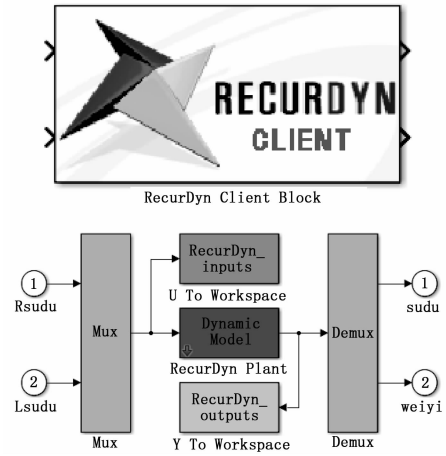 RECURDYN
CLIENT
RecurDyn Client Block
RecurDyn_
inputs
U To Workspace
1
Rsudu
Mux
Dynamic
Model
RecurDyn Plant
Demux
1
sudu
2
Lsudu
RecurDyn_
outputs
Y To Workspace
2
weiyi
Mux
Demux